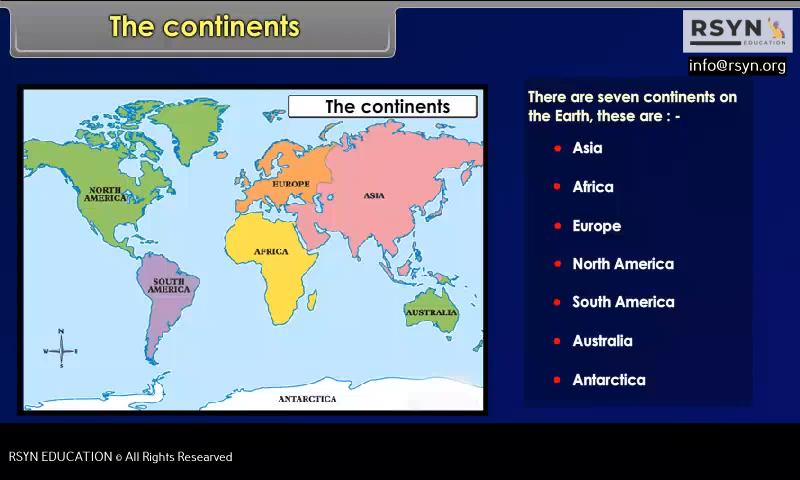 The continents
RSYN
EDUCATION
info@rsyn.org
The continents
NORTH
AMERICA
EUROPE
ASIA
AFRICA
SOUTH
AMERICA
AUSTRALIA
N
W E
S
ANTARCTICA
There are seven continents on
the Earth, these are : -
• Asia
• Africa
• Europe
• North America
• South America
• Australia
• Antarctica
RSYN EDUCATION © All Rights Researved